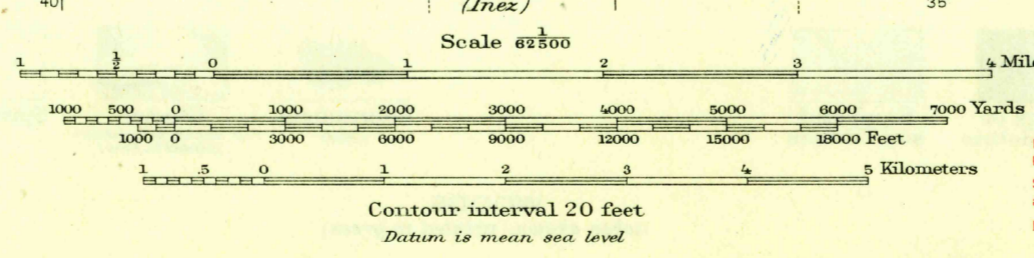 40 (Inez) 35
Scale 1/62500
1 ½ 0 1 2 3 4
1000 500 0 1000 2000 3000 4000 5000 6000 7000 Yards
1000 0 3000 6000 9000 12000 15000 18000 Feet
1 .5 0 1 2 3 4 5 Kilometers
Contour interval 20 feet
Datum is mean sea level